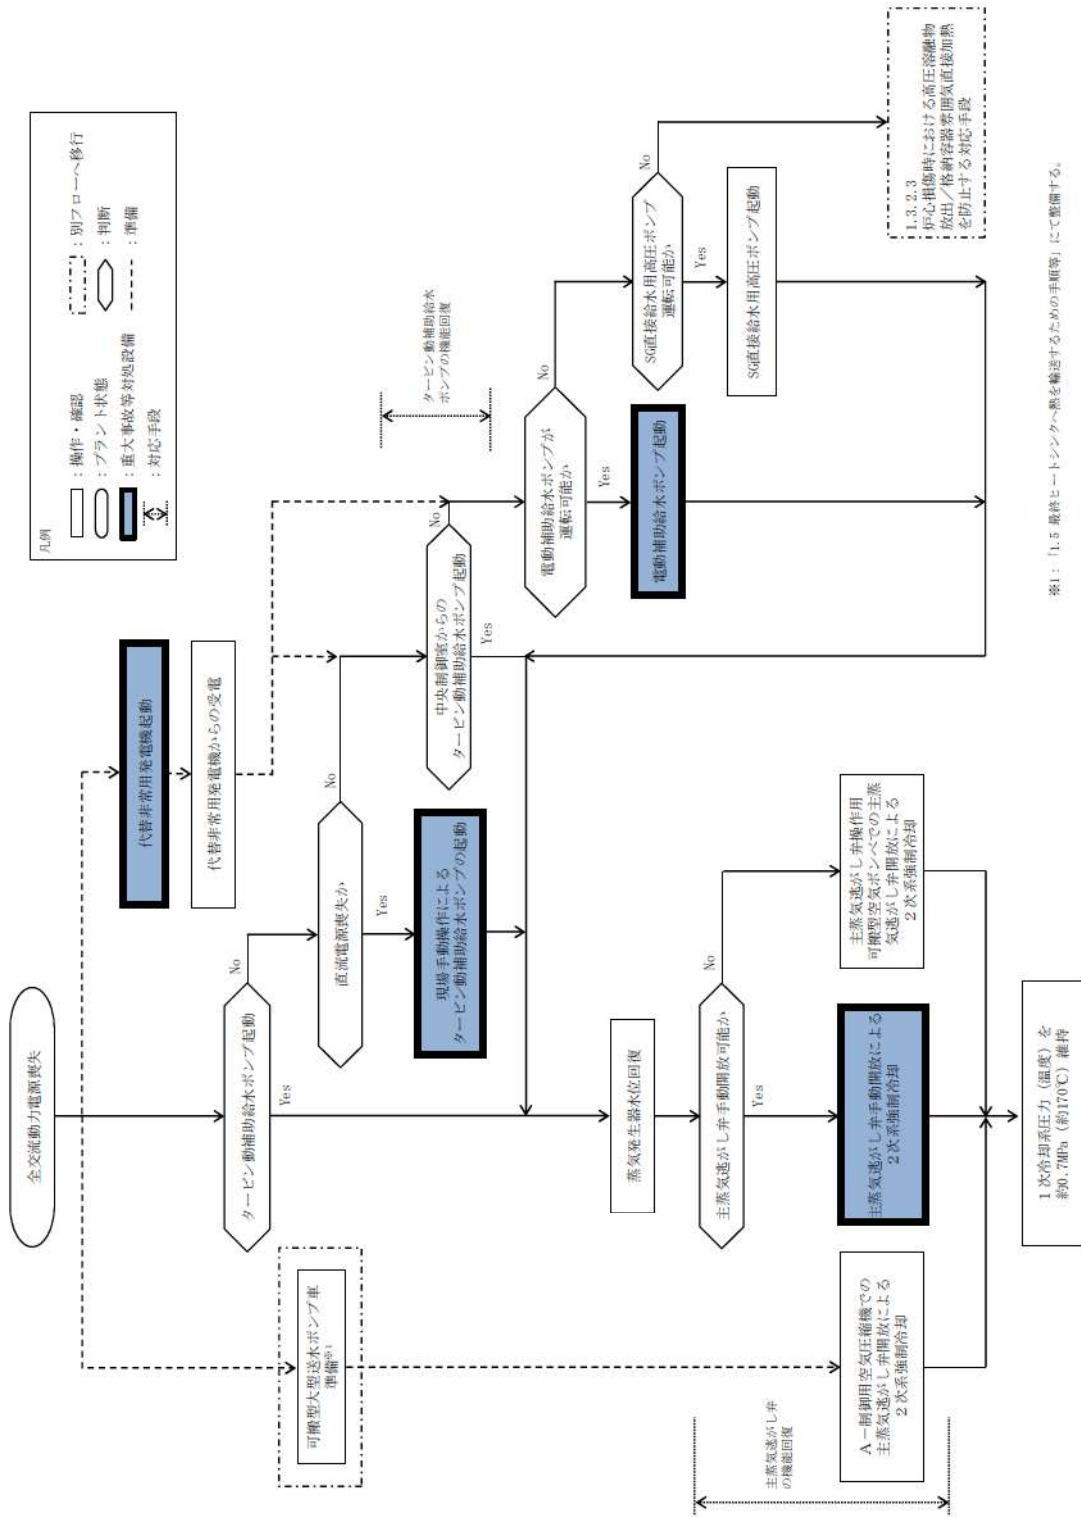 凡例
：操作・確認
：プラント状態
：重大事故等対処設備
：対応手段
：別フローへ移行
：判断
：準備
全交流動力電源喪失
代替非常用発電機起動
代替非常用発電機からの受電
タービン動補助給水ポンプ起動
Yes
No
直流電源喪失か
Yes
No
現場手動操作による
タービン動補助給水ポンプの起動
中央制御室からの
タービン動補助給水ポンプ起動
Yes
No
タービン動補助給水
ポンプの機能回復
電動補助給水ポンプが
運転可能か
Yes
No
電動補助給水ポンプ起動
SG直接給水用高圧ポンプ
運転可能か
Yes
No
SG直接給水用高圧ポンプ起動
1.3.2.3
炉心損傷時における高圧溶融物
放出／格納容器雰囲気直接加熱
を防止する対応手段
可搬型大型送水ポンプ車
準備※1
蒸気発生器水位回復
主蒸気逃がし弁手動開放可能か
Yes
No
主蒸気逃がし弁
の機能回復
A－制御用空気圧縮機での
主蒸気逃がし弁開放による
２次系強制冷却
主蒸気逃がし弁手動開放による
２次系強制冷却
主蒸気逃がし弁操作用
可搬型空気ボンベでの主蒸
気逃がし弁開放による
２次系強制冷却
１次冷却系圧力（温度）を
約0.7MPa（約170℃）維持
※1：「1.5 最終ヒートシンクへ熱を輸送するための手順等」にて整備する。